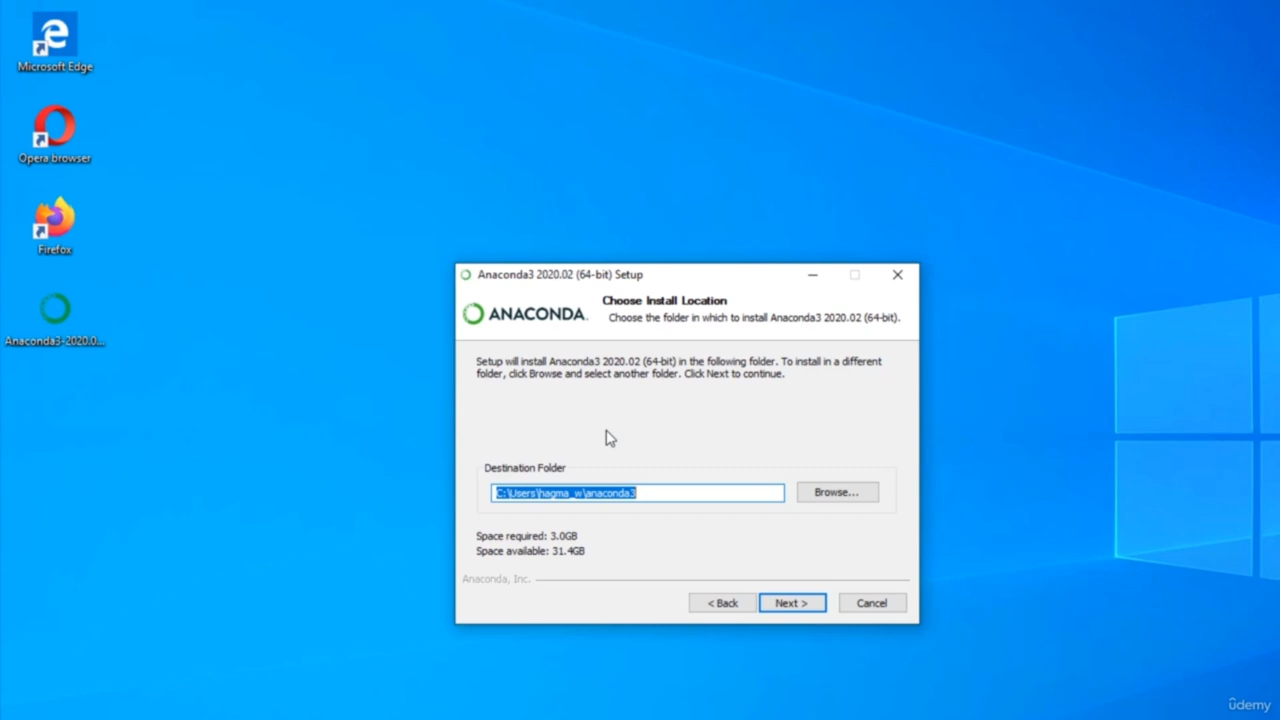 Microsoft Edge
Opera browser
Firefox
Anaconda3-2020.0...
Anaconda3 2020.02 (64-bit) Setup
ANACONDA.
Choose Install Location
Choose the folder in which to install Anaconda3 2020.02 (64-bit).
Setup will install Anaconda3 2020.02 (64-bit) in the following folder. To install in a different
folder, click Browse and select another folder. Click Next to continue.
Destination Folder
C:\Users\hagma_w\anaconda3
Browse...
Space required: 3.0GB
Space available: 31.4GB
Anaconda, Inc.
< Back
Next >
Cancel
ûdemy